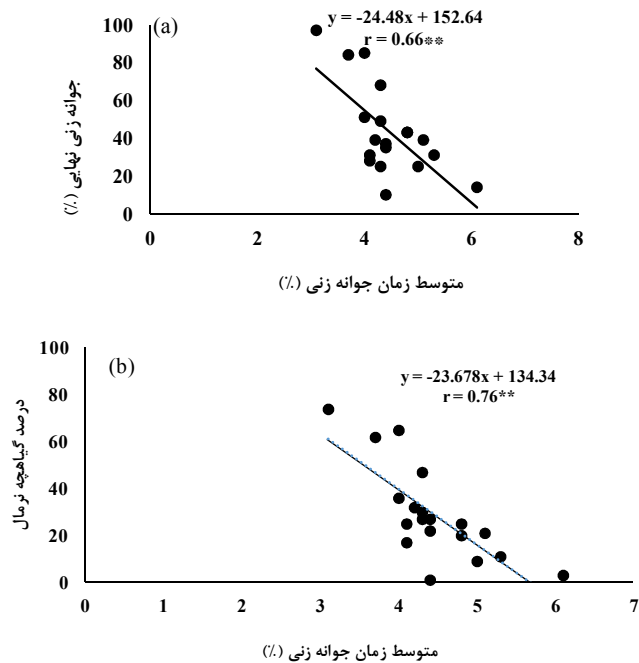 (a)
y = -24.48x + 152.64
r = 0.66**
100
80
60
40
20
0
جوانه زنی نهایی (٪)
0 2 4 6 8
متوسط زمان جوانه زنی (٪)
(b)
y = -23.678x + 134.34
r = 0.76**
100
80
60
40
20
0
درصد گیاهچه نرمال
0 1 2 3 4 5 6 7
متوسط زمان جوانه زنی (٪)